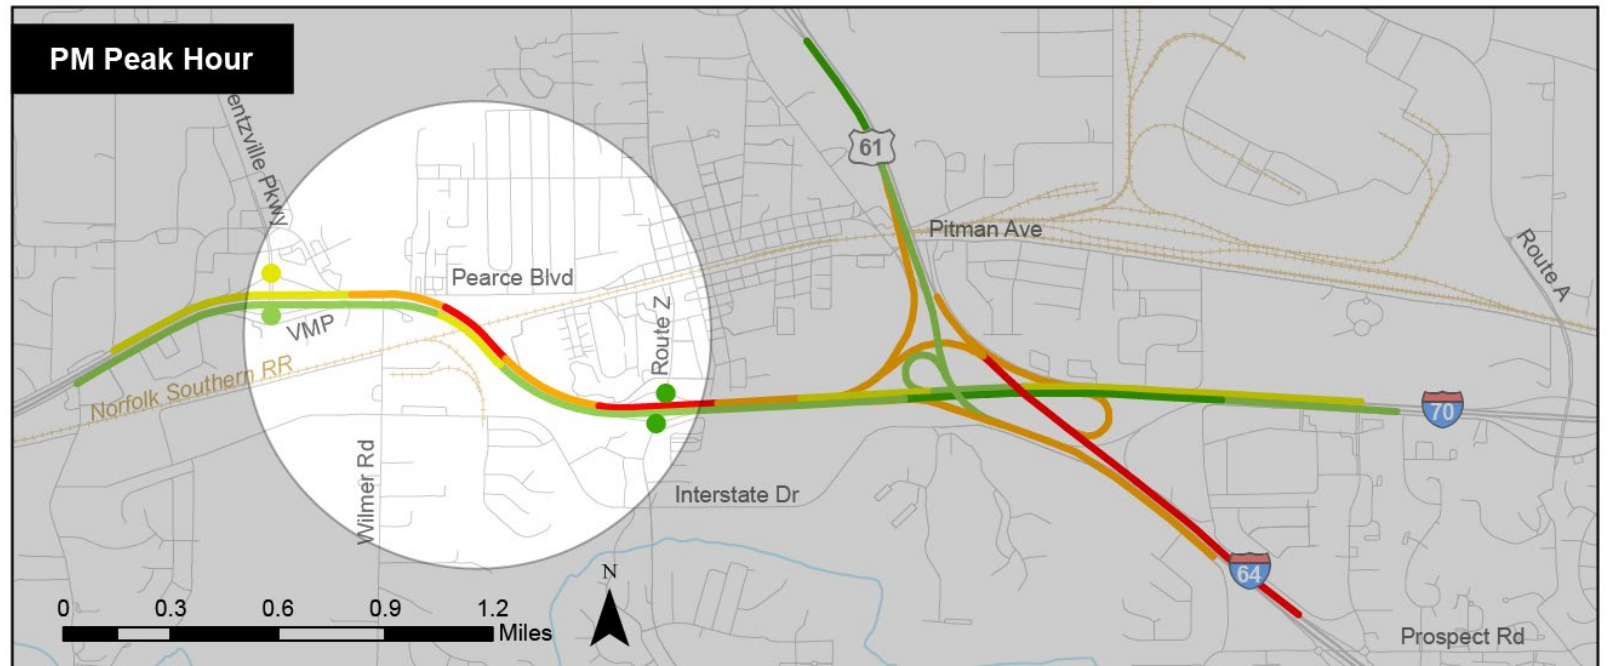 PM Peak Hour
entzville Pkwy
61
Pitman Ave
Route A
Pearce Blvd
VMP
Route Z
Norfolk Southern RR
70
Wilmer Rd
Interstate Dr
64
N
0 0.3 0.6 0.9 1.2
Miles
Prospect Rd